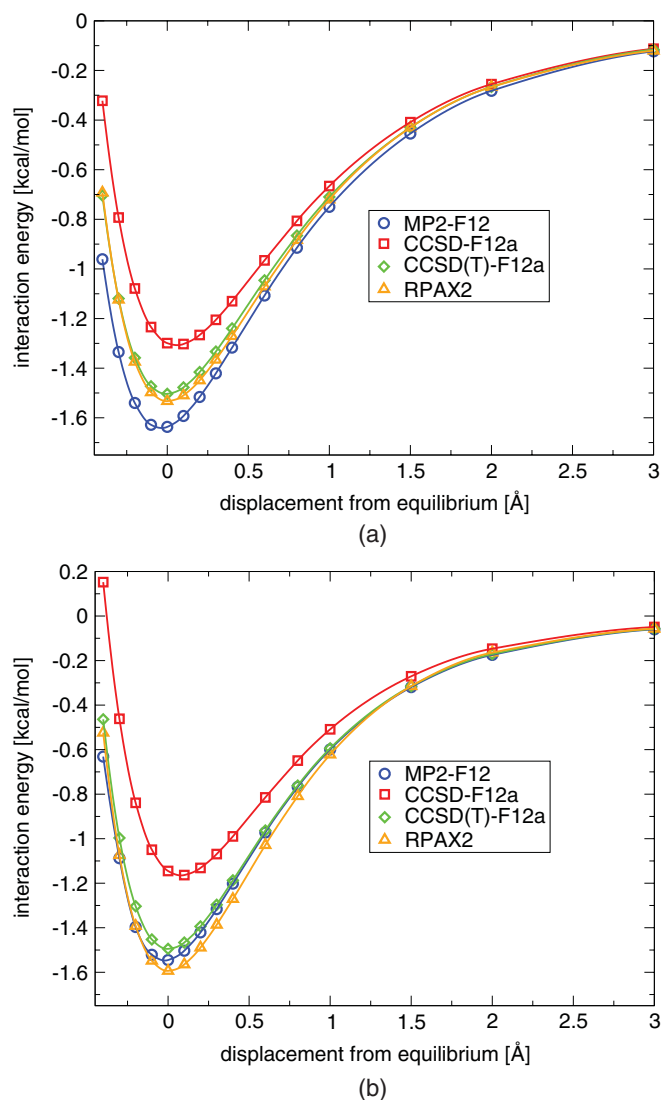 0
-0.2
-0.4
-0.6
-0.8
-1
-1.2
-1.4
-1.6
interaction energy [kcal/mol]
MP2-F12
CCSD-F12a
CCSD(T)-F12a
RPAX2
0 0.5 1 1.5 2 2.5 3
displacement from equilibrium [Å]
(a)
0.2
0
-0.2
-0.4
-0.6
-0.8
-1
-1.2
-1.4
-1.6
interaction energy [kcal/mol]
MP2-F12
CCSD-F12a
CCSD(T)-F12a
RPAX2
0 0.5 1 1.5 2 2.5 3
displacement from equilibrium [Å]
(b)